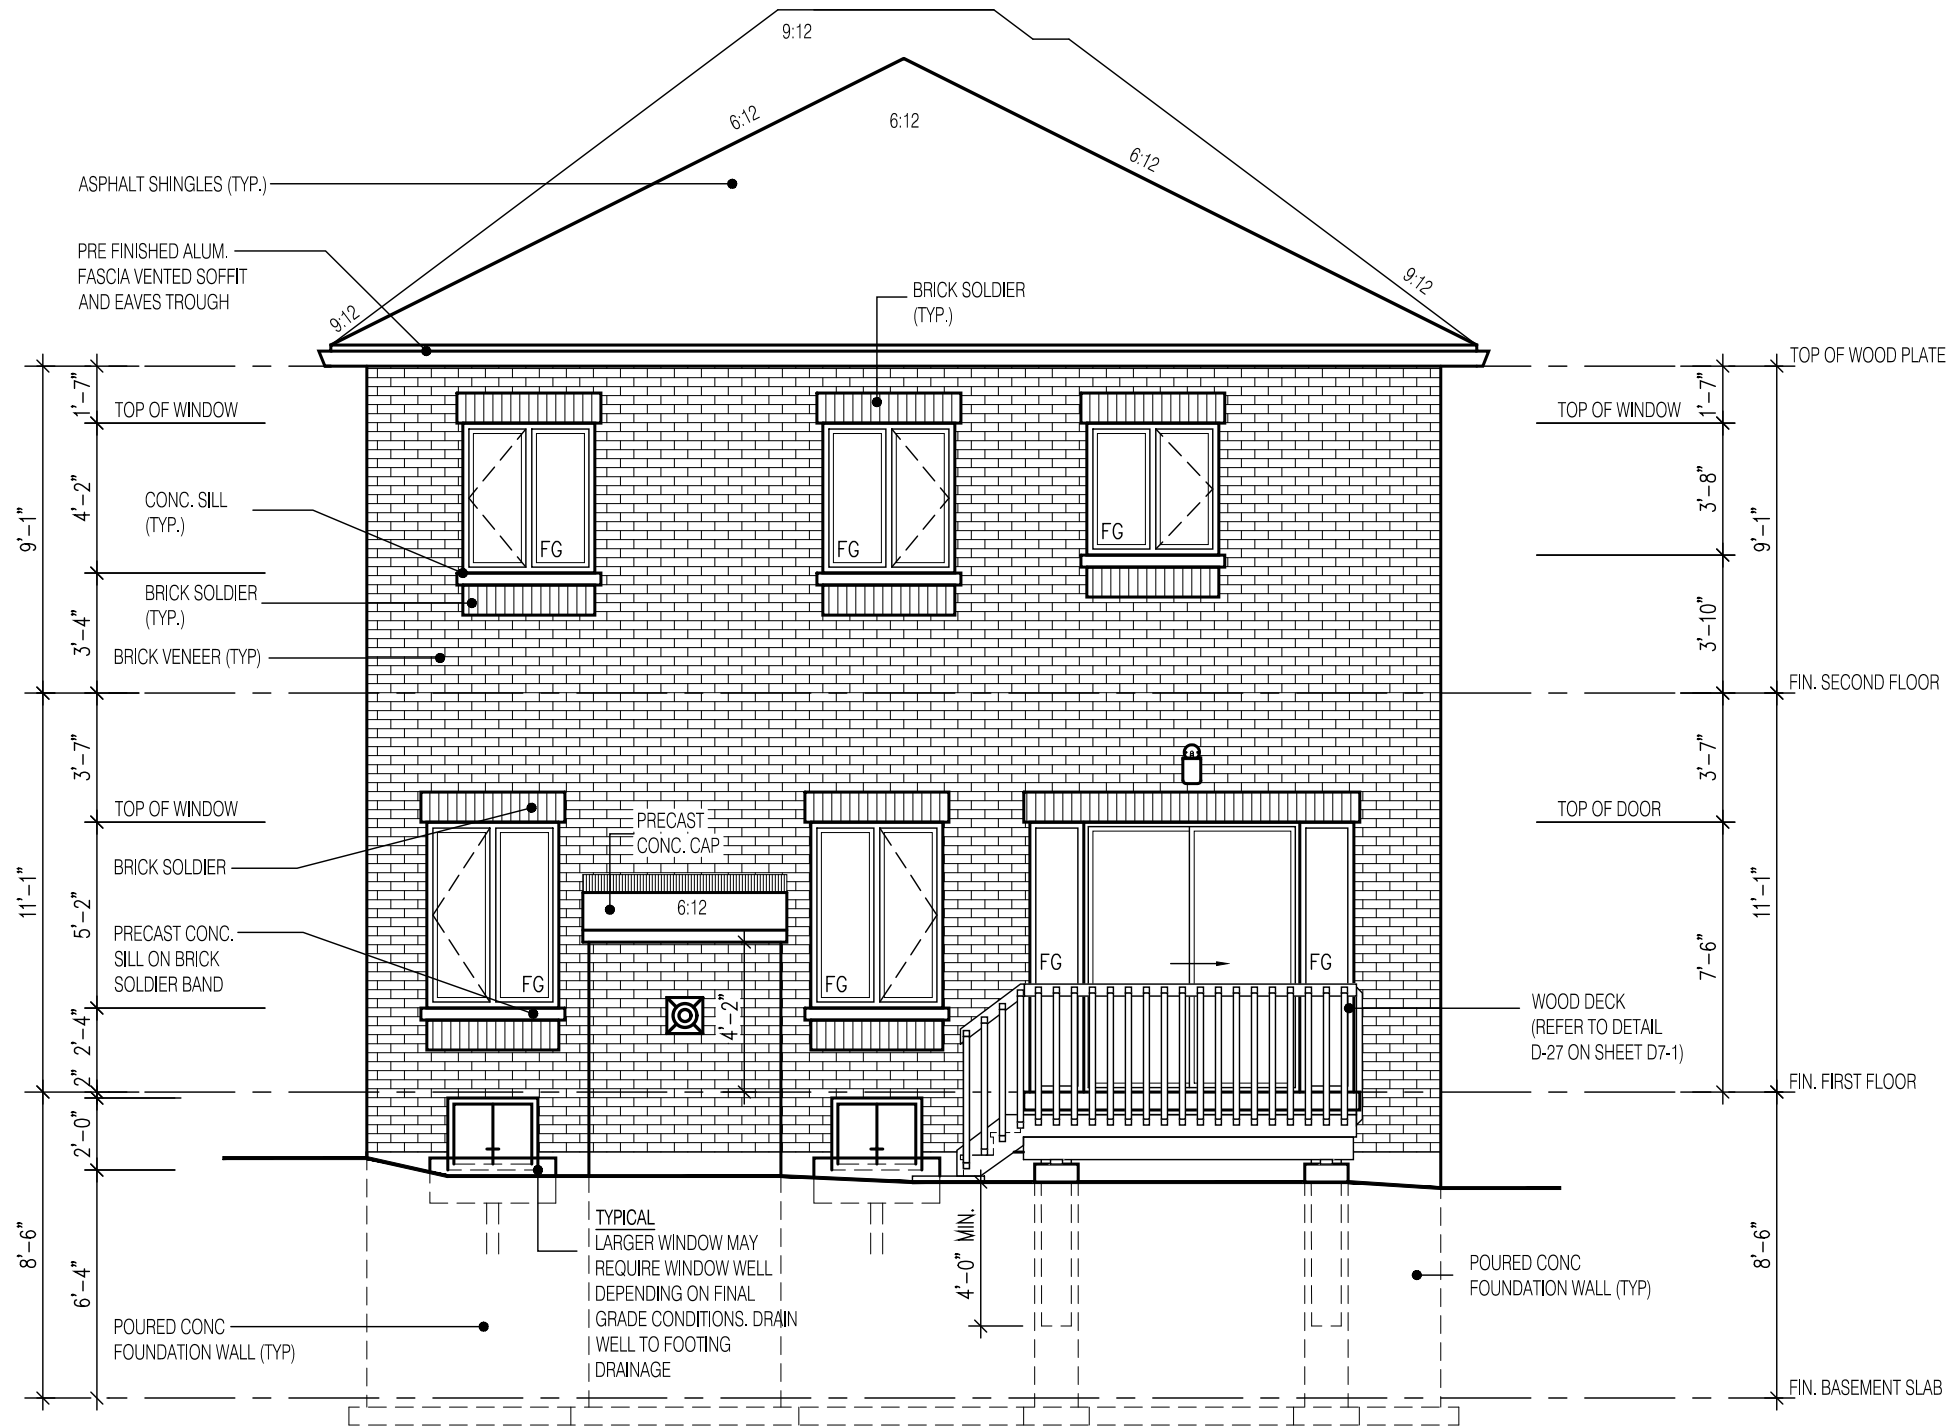 9:12
6:12
6:12
6:12
ASPHALT SHINGLES (TYP.)
PRE FINISHED ALUM.
FASCIA VENTED SOFFIT
AND EAVES TROUGH
9:12
9:12
BRICK SOLDIER
(TYP.)
TOP OF WOOD PLATE
1'-7"
TOP OF WINDOW
TOP OF WINDOW
1'-7"
9'-1"
4'-2"
CONC. SILL
(TYP.)
FG
FG
FG
3'-8"
9'-1"
BRICK SOLDIER
(TYP.)
3'-4"
BRICK VENEER (TYP)
3'-10"
FIN. SECOND FLOOR
3'-7"
3'-7"
TOP OF WINDOW
TOP OF DOOR
PRECAST
CONC. CAP
BRICK SOLDIER
11'-1"
5'-2"
6:12
11'-1"
PRECAST CONC.
SILL ON BRICK
SOLDIER BAND
FG
FG
FG
FG
7'-6"
4'-2"
WOOD DECK
(REFER TO DETAIL
D-27 ON SHEET D7-1)
2'-4"
2"
FIN. FIRST FLOOR
2'-0"
8'-6"
6'-4"
TYPICAL
LARGER WINDOW MAY
REQUIRE WINDOW WELL
DEPENDING ON FINAL
GRADE CONDITIONS. DRAIN
WELL TO FOOTING
DRAINAGE
4'-0" MIN.
POURED CONC
FOUNDATION WALL (TYP)
8'-6"
POURED CONC
FOUNDATION WALL (TYP)
FIN. BASEMENT SLAB